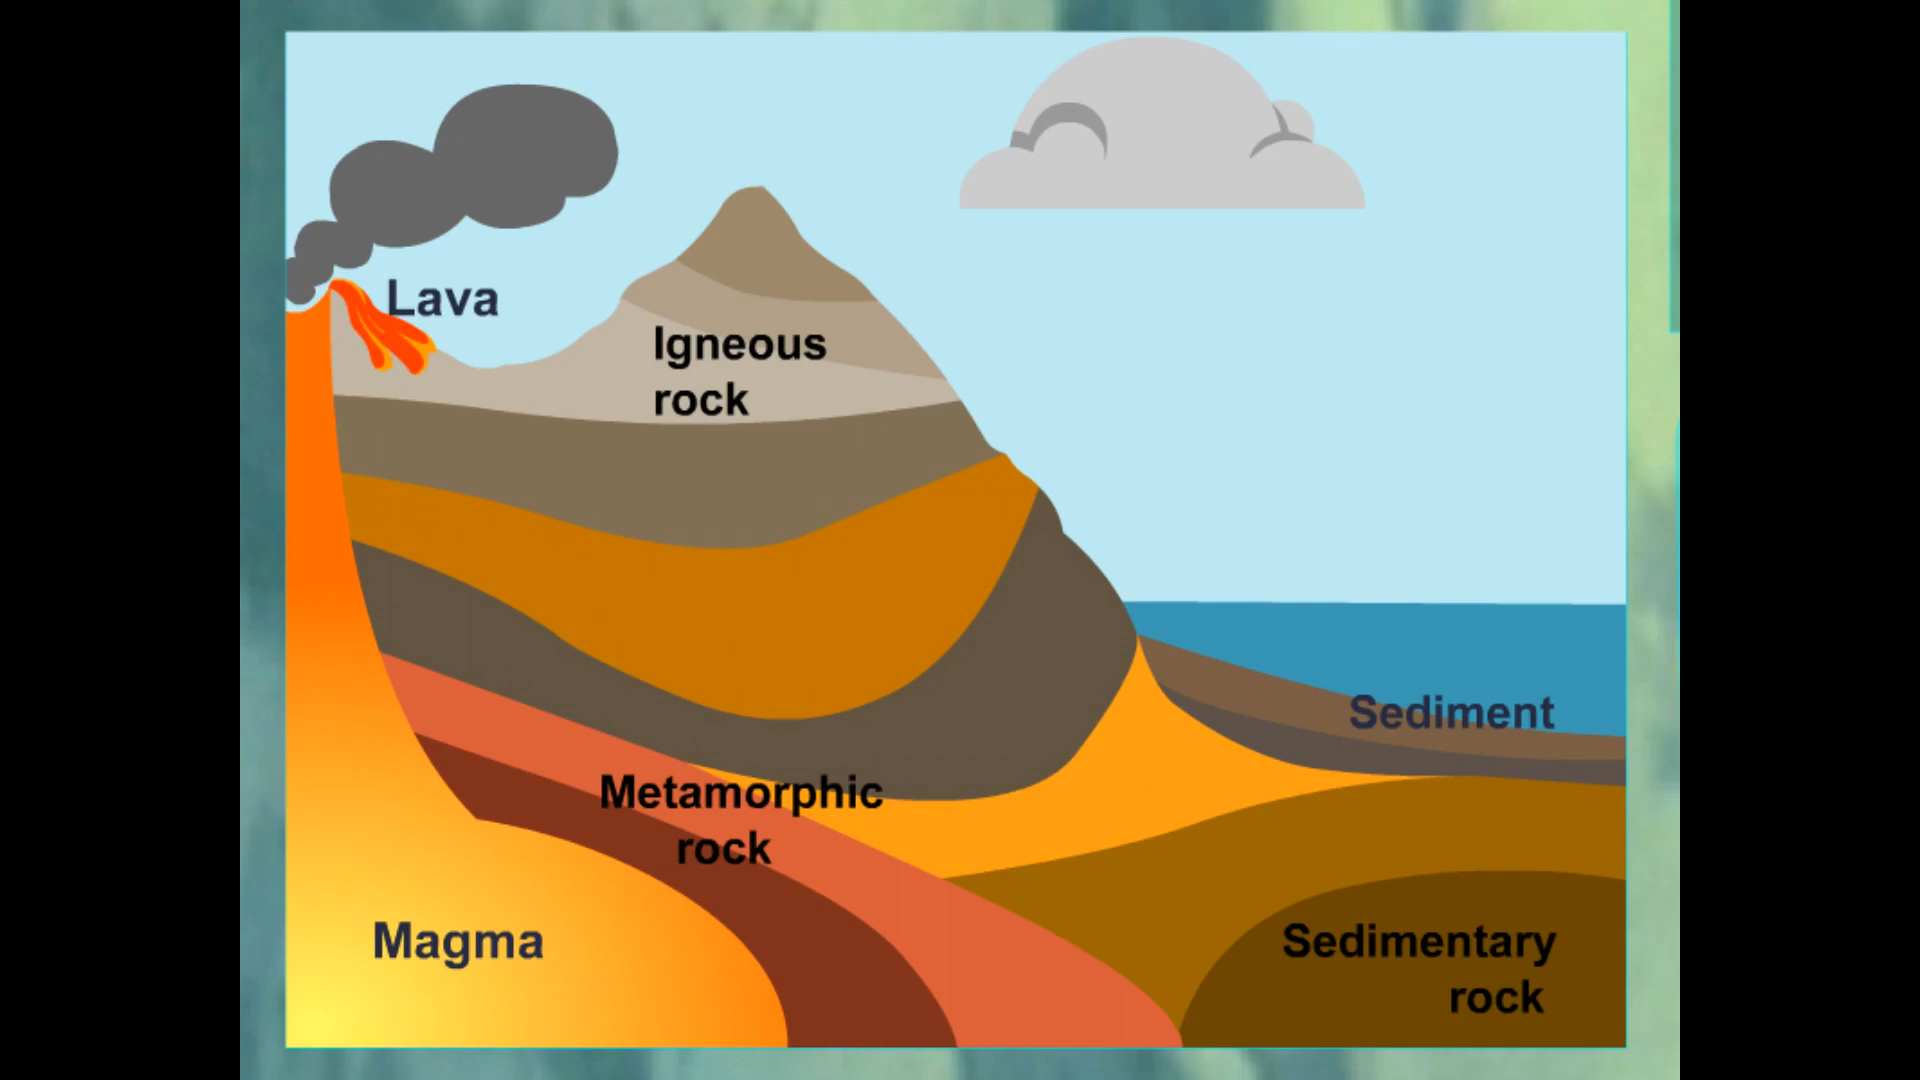 Lava
Igneous
rock
Sediment
Metamorphic
rock
Magma
Sedimentary
rock